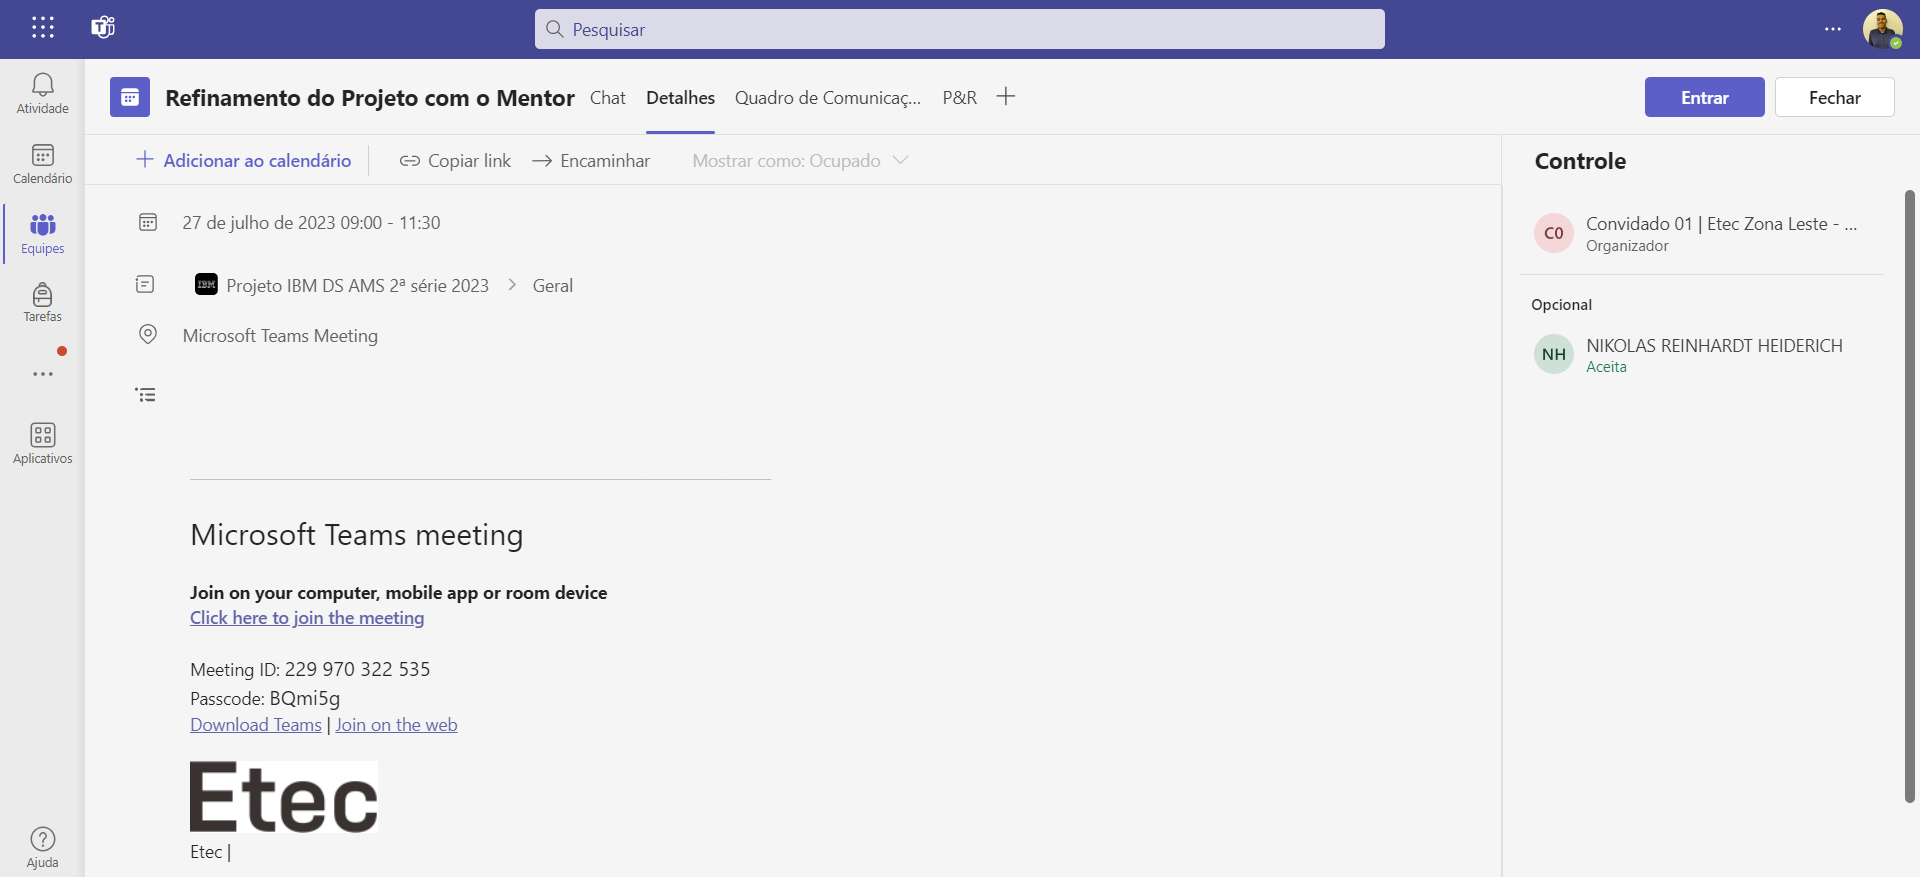 Pesquisar
Atividade
Calendário
Equipes
Tarefas
Aplicativos
Ajuda
Refinamento do Projeto com o Mentor
Chat
Detalhes
Quadro de Comunicaç...
P&R
Entrar
Fechar
Adicionar ao calendário
Copiar link
Encaminhar
Mostrar como: Ocupado
27 de julho de 2023 09:00 - 11:30
IBM
Projeto IBM DS AMS 2ª série 2023 > Geral
Microsoft Teams Meeting
Microsoft Teams meeting
Join on your computer, mobile app or room device
Click here to join the meeting
Meeting ID: 229 970 322 535
Passcode: BQmi5g
Download Teams | Join on the web
Etec
Etec |
Controle
C0
Convidado 01 | Etec Zona Leste - ...
Organizador
Opcional
NH
NIKOLAS REINHARDT HEIDERICH
Aceita